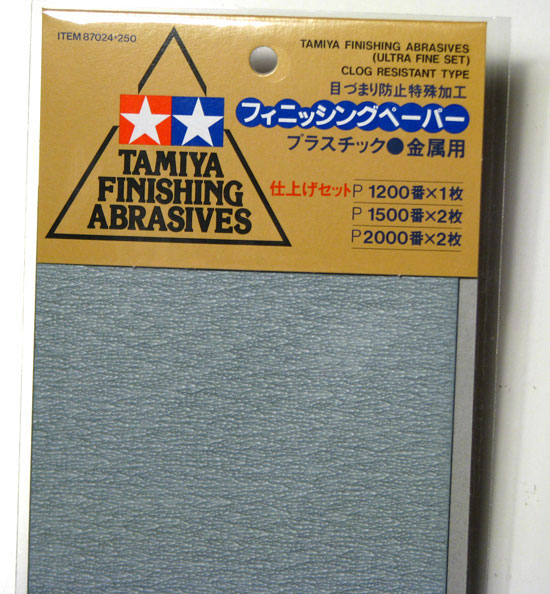 ITEM 87024•250
TAMIYA FINISHING ABRASIVES
(ULTRA FINE SET)
CLOG RESISTANT TYPE
目づまり防止特殊加工
フィニッシングペーパー
プラスチック●金属用
TAMIYA
FINISHING
ABRASIVES
仕上げセット P 1200番×1枚
P 1500番×2枚
P 2000番×2枚